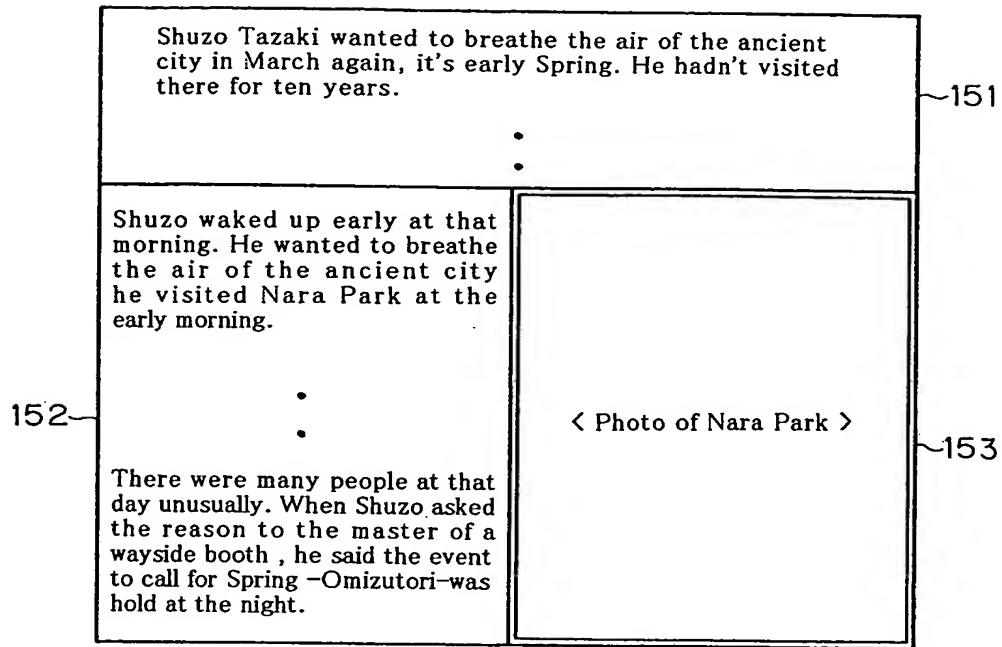 Shuzo Tazaki wanted to breathe the air of the ancient
city in March again, it's early Spring. He hadn't visited
there for ten years.
151
Shuzo waked up early at that
morning. He wanted to breathe
the air of the ancient city
he visited Nara Park at the
early morning.
152
There were many people at that
day unusually. When Shuzo asked
the reason to the master of a
wayside booth , he said the event
to call for Spring –Omizutori–was
hold at the night.
< Photo of Nara Park >
153